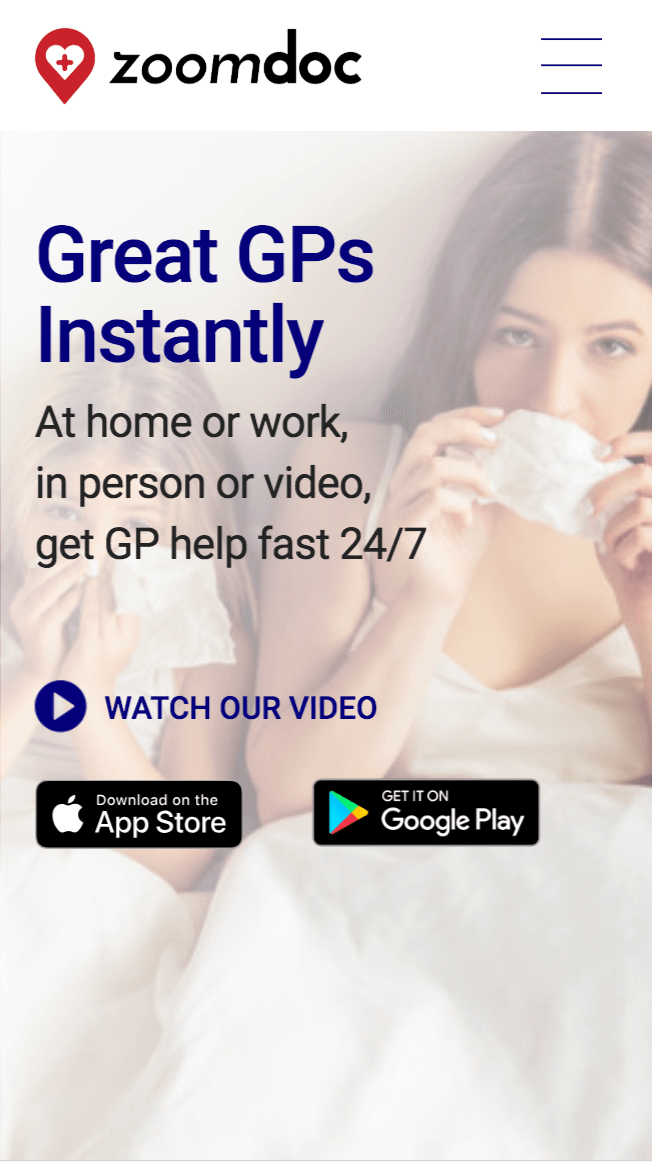 zoomdoc
Great GPs
Instantly
At home or work,
in person or video,
get GP help fast 24/7
WATCH OUR VIDEO
Download on the
App Store
GET IT ON
Google Play